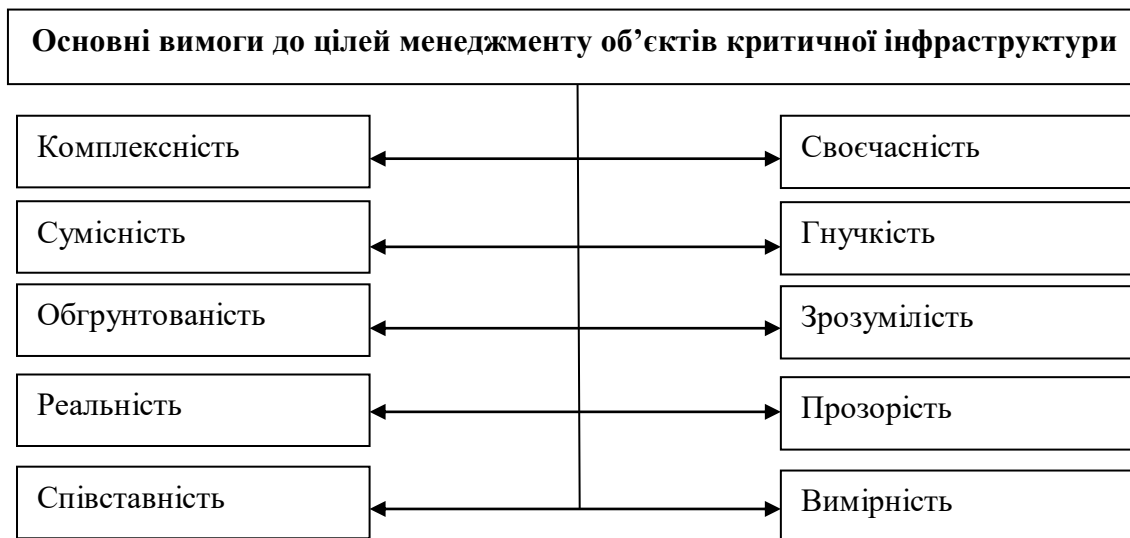 Основні вимоги до цілей менеджменту об’єктів критичної інфраструктури
Комплексність
Своєчасність
Сумісність
Гнучкість
Обгрунтованість
Зрозумілість
Реальність
Прозорість
Співставність
Вимірність